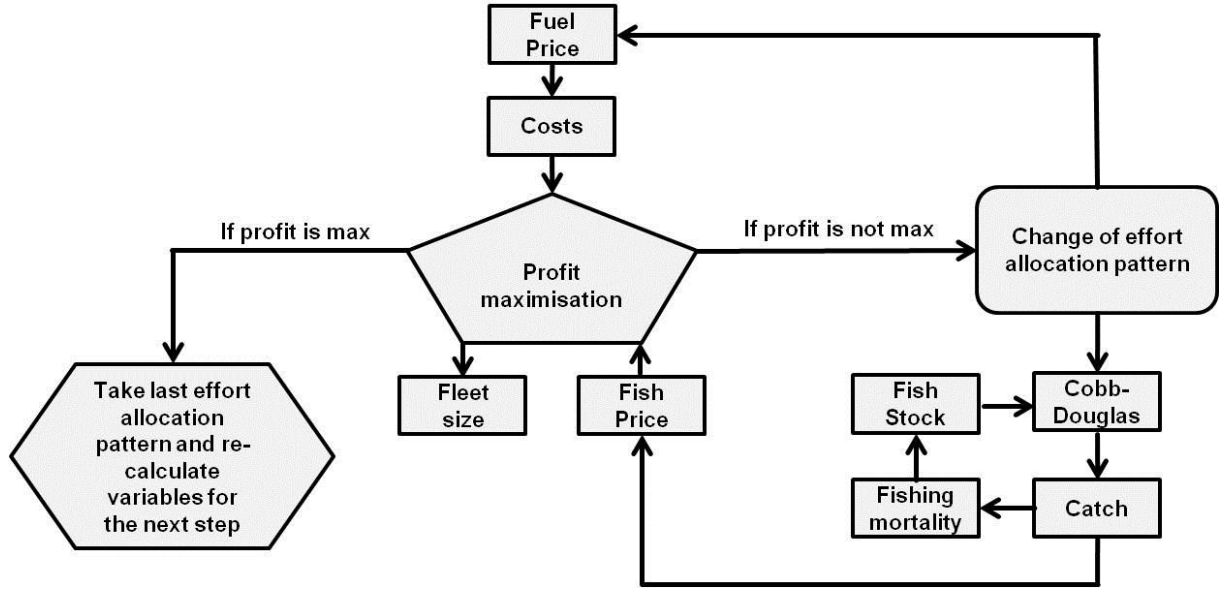 Fuel
Price
Costs
If profit is max
If profit is not max
Profit
maximisation
Change of effort
allocation pattern
Take last effort
allocation
pattern and re-
calculate
variables for
the next step
Fleet
size
Fish
Price
Fish
Stock
Cobb-
Douglas
Fishing
mortality
Catch